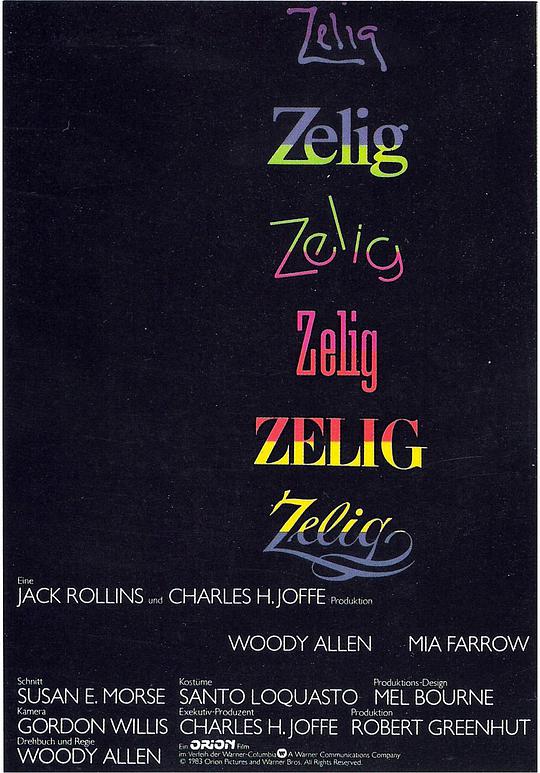 Zelig
Zelig
Zelig
Zelig
ZELIG
Zelig
Eine
JACK ROLLINS und CHARLES H. JOFFE Produktion
WOODY ALLEN MIA FARROW
Schnitt Kostüme Produktions-Design
SUSAN E. MORSE SANTO LOQUASTO MEL BOURNE
Kamera Exekutiv-Produzent Produktion
GORDON WILLIS CHARLES H. JOFFE ROBERT GREENHUT
Drehbuch und Regie
WOODY ALLEN
Ein ORION Film
im Verleih der Warner-Columbia A Warner Communications Company
© 1983 Orion Pictures and Warner Bros. All Rights Reserved.